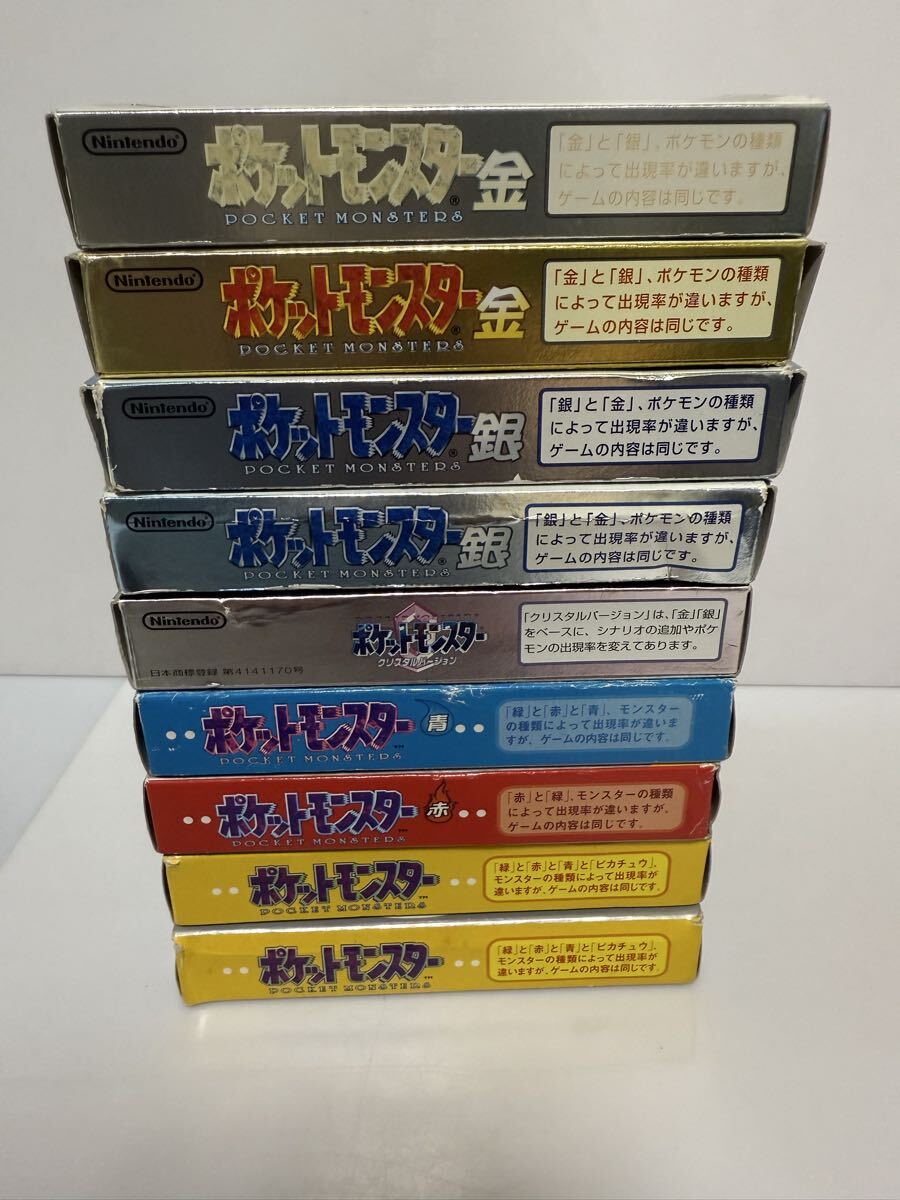 Nintendo®
ポケットモンスター金
POCKET MONSTERS®
「金」と「銀」、ポケモンの種類
によって出現率が違いますが、
ゲームの内容は同じです。
Nintendo®
ポケットモンスター金
POCKET MONSTERS®
「金」と「銀」、ポケモンの種類
によって出現率が違いますが、
ゲームの内容は同じです。
Nintendo®
ポケットモンスター銀
POCKET MONSTERS®
「銀」と「金」、ポケモンの種類
によって出現率が違いますが、
ゲームの内容は同じです。
Nintendo®
ポケットモンスター銀
POCKET MONSTERS®
「銀」と「金」、ポケモンの種類
によって出現率が違いますが、
ゲームの内容は同じです。
Nintendo®
日本商標登録 第4141170号
POCKET MONSTERS
ポケットモンスター
クリスタルバージョン
「クリスタルバージョン」は、「金」「銀」
をベースに、シナリオの追加やポケ
モンの出現率を変えてあります。
ポケットモンスター青
POCKET MONSTERS™
「緑」と「赤」と「青」、モンスター
の種類によって出現率が違いま
すが、ゲームの内容は同じです。
ポケットモンスター赤
POCKET MONSTERS™
「赤」と「緑」、モンスターの種類
によって出現率が違いますが、
ゲームの内容は同じです。
ポケットモンスター
POCKET MONSTERS™
「緑」と「赤」と「青」と「ピカチュウ」、
モンスターの種類によって出現率が
違いますが、ゲームの内容は同じです。
ポケットモンスター
POCKET MONSTERS™
「緑」と「赤」と「青」と「ピカチュウ」、
モンスターの種類によって出現率が
違いますが、ゲームの内容は同じです。